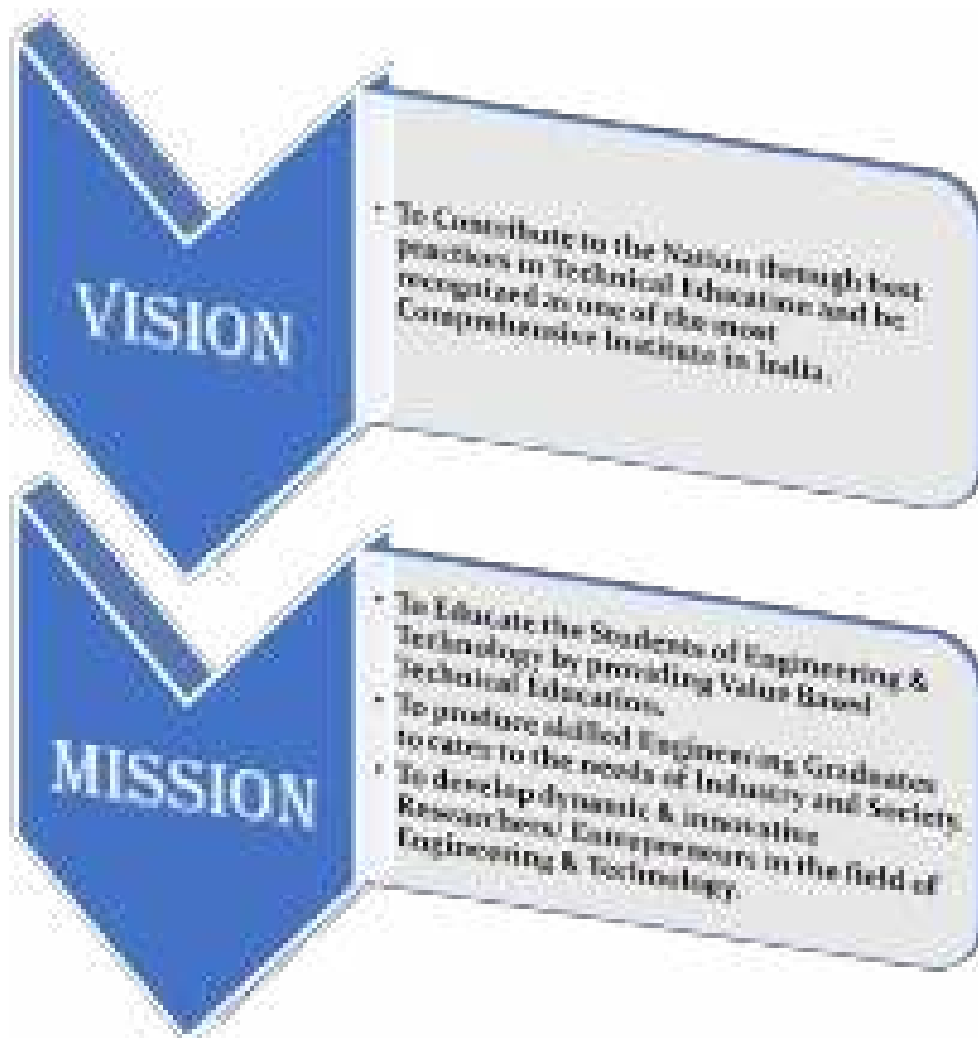 VISION
• To Contribute to the Nation through best
practices in Technical Education and be
recognized as one of the most
Comprehensive Institute in India.
MISSION
• To Educate the Students of Engineering &
Technology by providing Value Based
Technical Education.
• To produce skilled Engineering Graduates
to cater to the needs of Industry and Society.
• To develop dynamic & innovative
Researchers/ Entrepreneurs in the field of
Engineering & Technology.